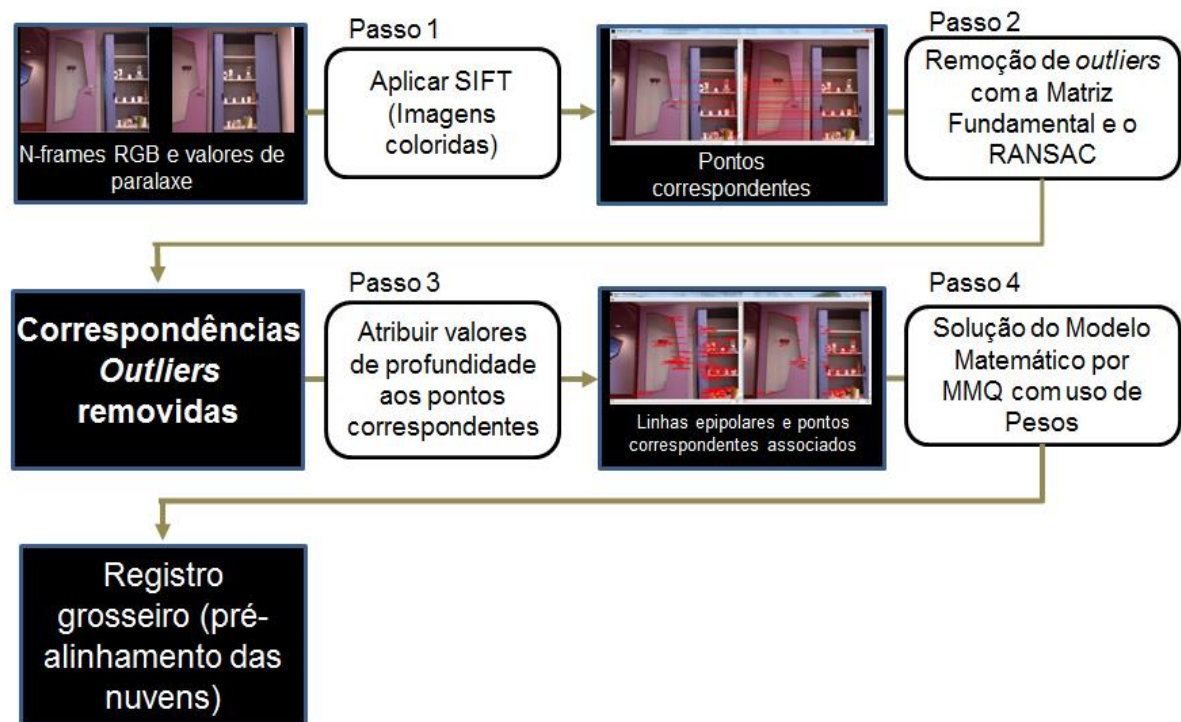 Passo 1
Passo 2
N-frames RGB e valores de
paralaxe
Aplicar SIFT
(Imagens
coloridas)
Pontos
correspondentes
Remoção de outliers
com a Matriz
Fundamental e o
RANSAC
Passo 3
Passo 4
Correspondências
Outliers
removidas
Atribuir valores
de profundidade
aos pontos
correspondentes
Linhas epipolares e pontos
correspondentes associados
Solução do Modelo
Matemático por
MMQ com uso de
Pesos
Registro
grosseiro (pré-
alinhamento das
nuvens)